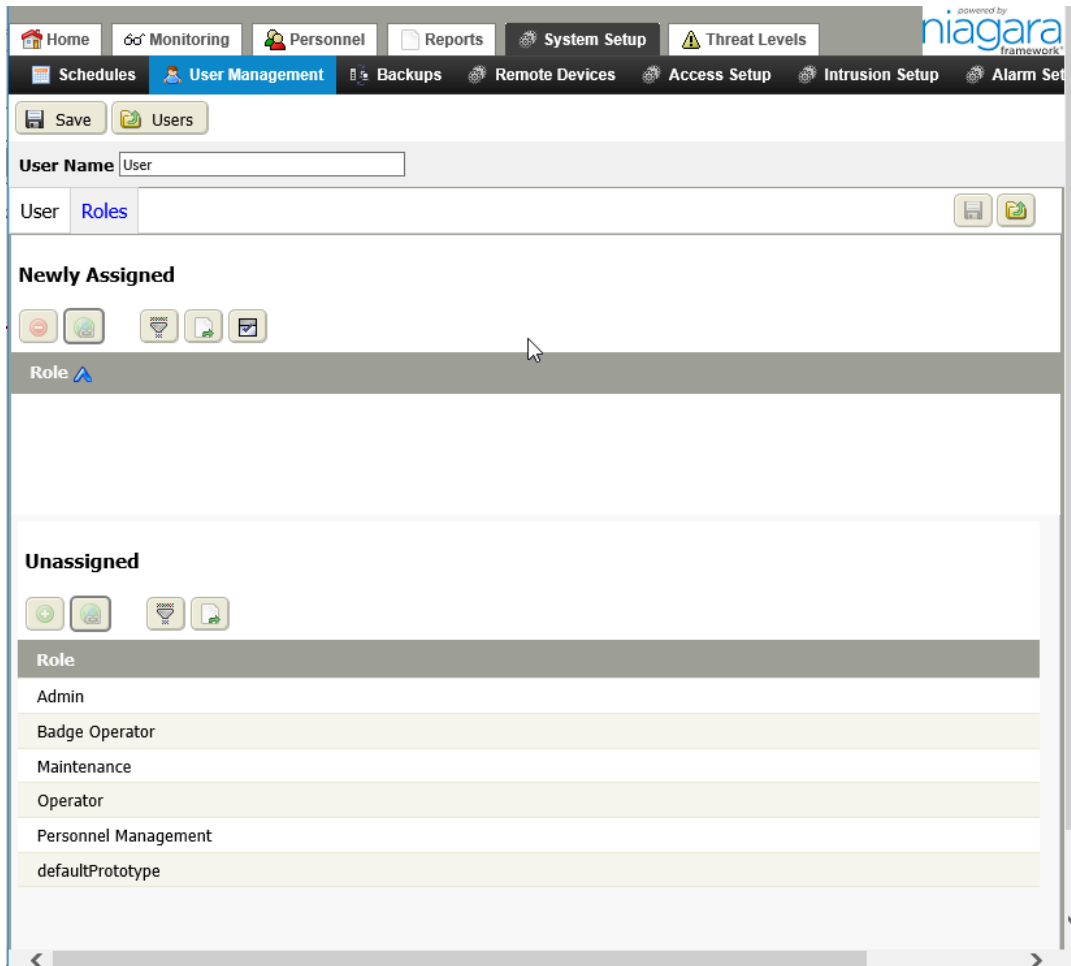 powered by
niagara
framework®
Home Monitoring Personnel Reports System Setup Threat Levels
Schedules User Management Backups Remote Devices Access Setup Intrusion Setup Alarm Set
Save Users
User Name User
User Roles
Newly Assigned
Role
Unassigned
Role
Admin
Badge Operator
Maintenance
Operator
Personnel Management
defaultPrototype